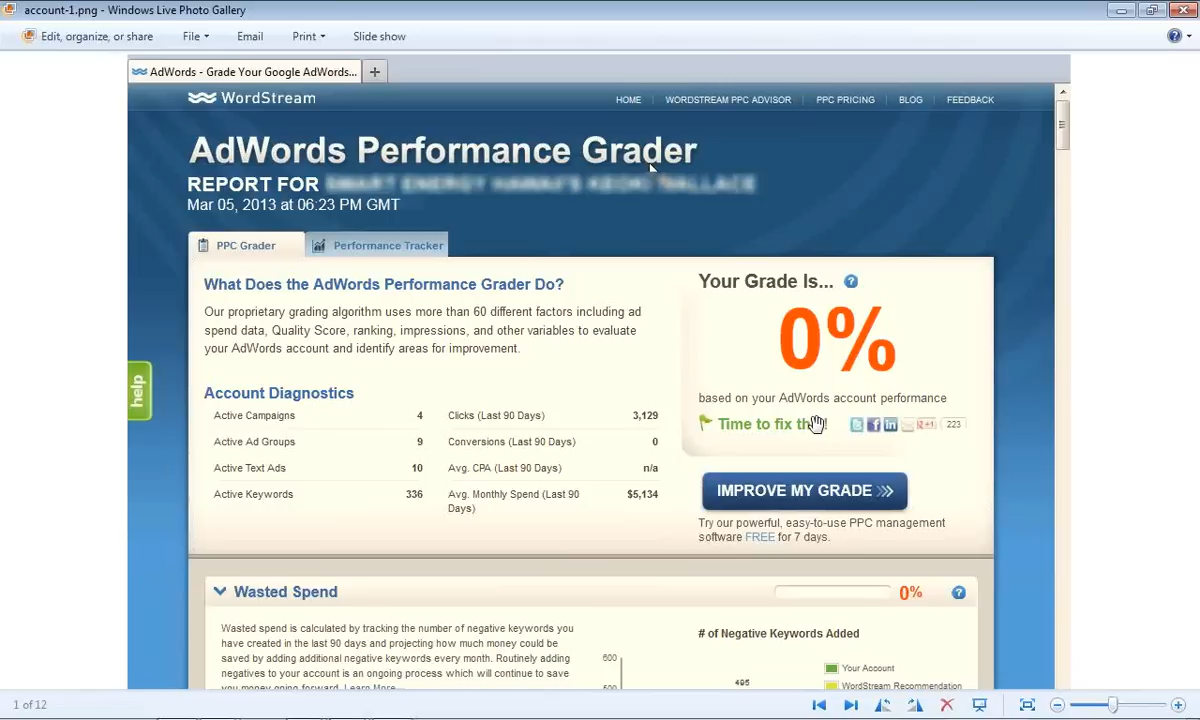 account-1.png - Windows Live Photo Gallery
Edit, organize, or share
File
Email
Print
Slide show
AdWords - Grade Your Google AdWords...
WordStream
HOME
WORDSTREAM PPC ADVISOR
PPC PRICING
BLOG
FEEDBACK
AdWords Performance Grader
REPORT FOR
Mar 05, 2013 at 06:23 PM GMT
PPC Grader
Performance Tracker
What Does the AdWords Performance Grader Do?
Our proprietary grading algorithm uses more than 60 different factors including ad
spend data, Quality Score, ranking, impressions, and other variables to evaluate
your AdWords account and identify areas for improvement.
Account Diagnostics
Active Campaigns 4
Active Ad Groups 9
Active Text Ads 10
Active Keywords 336
Clicks (Last 90 Days) 3,129
Conversions (Last 90 Days) 0
Avg. CPA (Last 90 Days) n/a
Avg. Monthly Spend (Last 90 $5,134
Days)
Your Grade Is...
0%
based on your AdWords account performance
Time to fix
223
IMPROVE MY GRADE
Try our powerful, easy-to-use PPC management
software FREE for 7 days.
help
Wasted Spend
0%
Wasted spend is calculated by tracking the number of negative keywords you
have created in the last 90 days and projecting how much money could be
saved by adding additional negative keywords every month. Routinely adding
negatives to your account is an ongoing process which will continue to save
you money going forward. Learn More
# of Negative Keywords Added
600
495
Your Account
WordStream Recommendation
1 of 12